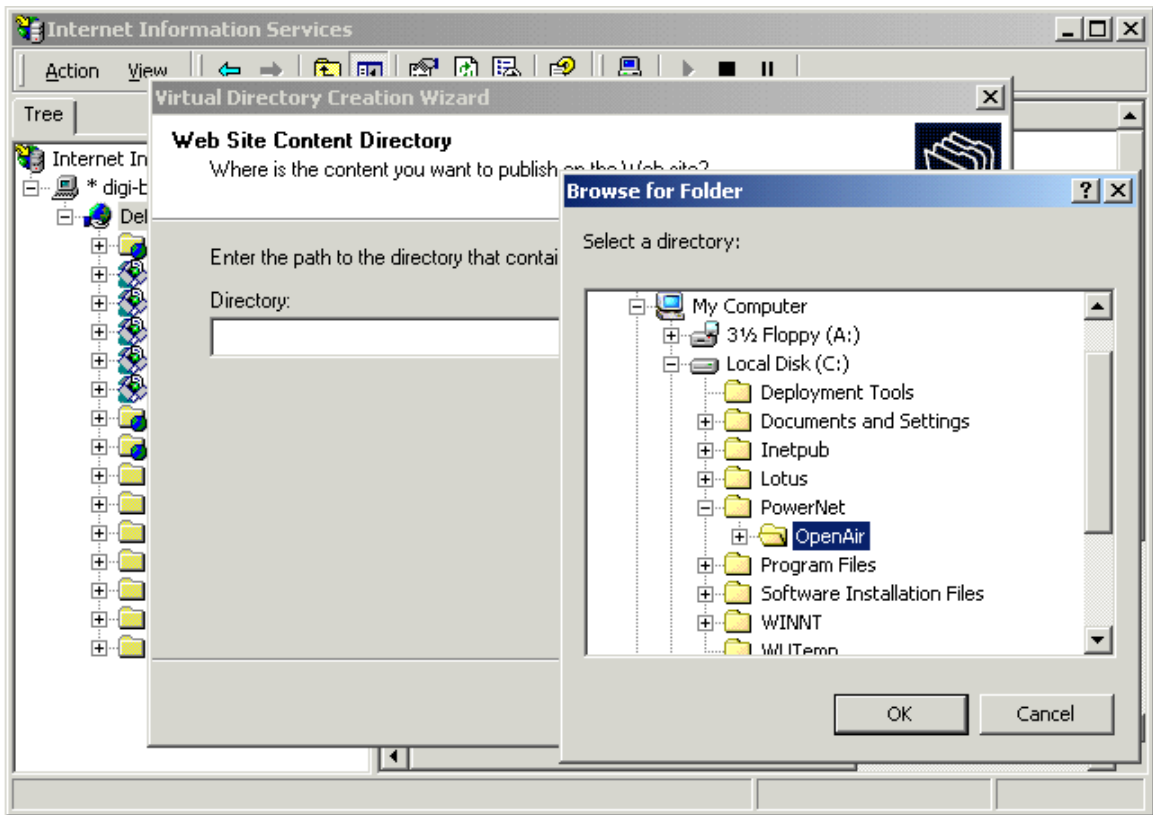 Internet Information Services
Action View
Tree
Internet In
* digi-b
Del
Virtual Directory Creation Wizard
Web Site Content Directory
Where is the content you want to publish on the Web site?
Enter the path to the directory that contai
Directory:
Browse for Folder
Select a directory:
My Computer
3½ Floppy (A:)
Local Disk (C:)
Deployment Tools
Documents and Settings
Inetpub
Lotus
PowerNet
OpenAir
Program Files
Software Installation Files
WINNT
WUTemp
OK Cancel